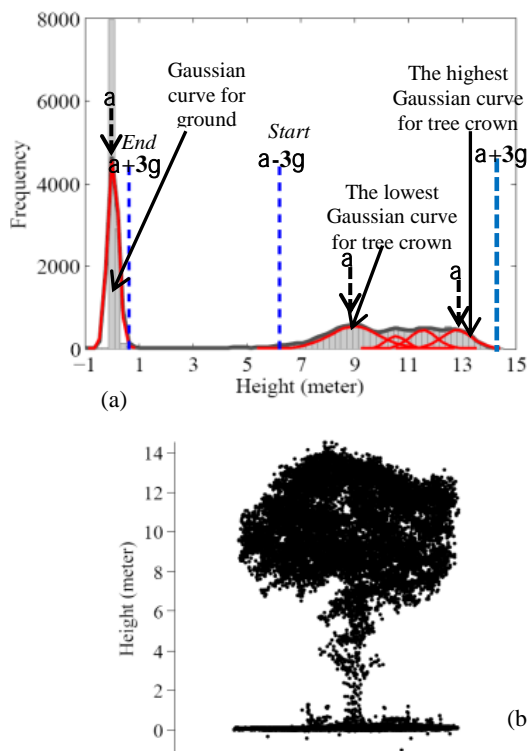 8000
6000
4000
2000
0
Frequency
a
Gaussian
curve for
ground
End
a+3g
Start
a-3g
The highest
Gaussian curve
for tree crown
a+3g
The lowest
Gaussian curve
for tree crown
a
a
-1 1 3 5 7 9 11 13 15
Height (meter)
(a)
14
12
10
8
6
4
2
0
Height (meter)
(b